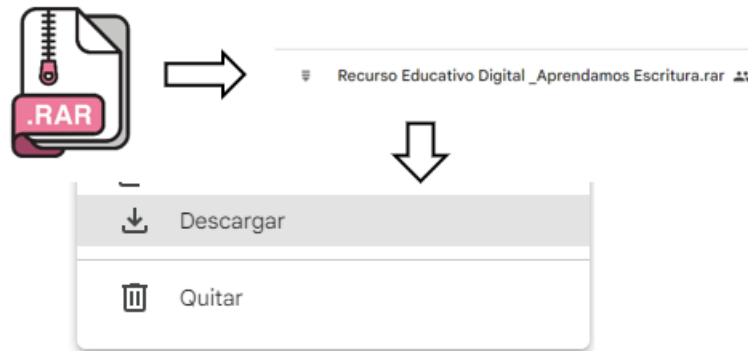 .RAR
Recurso Educativo Digital _Aprendamos Escritura.rar
Descargar
Quitar